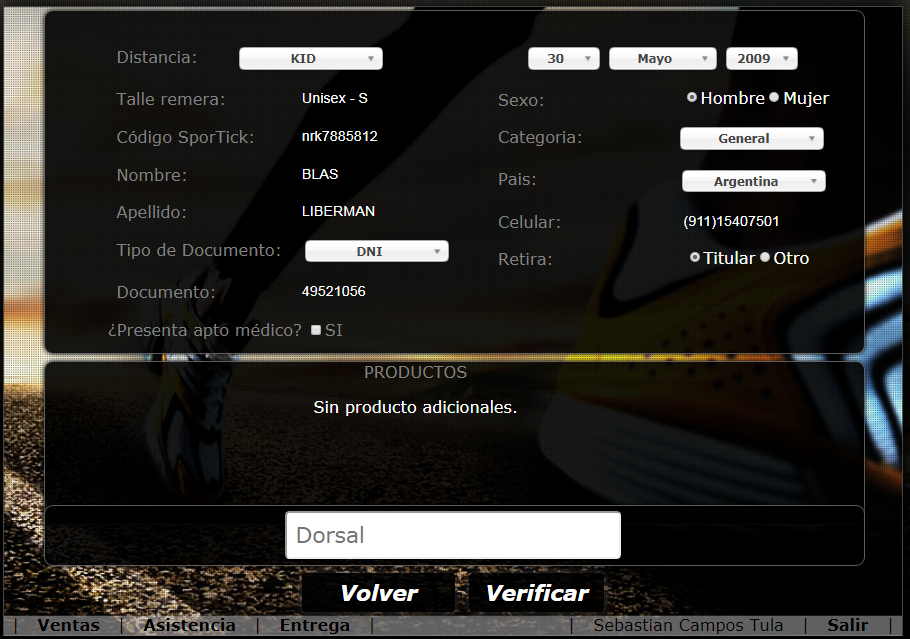 Distancia: KID 30 Mayo 2009
Talle remera: Unisex - S Sexo: Hombre Mujer
Código SporTick: nrk7885812 Categoria: General
Nombre: BLAS Pais: Argentina
Apellido: LIBERMAN Celular: (911)15407501
Tipo de Documento: DNI Retira: Titular Otro
Documento: 49521056
¿Presenta apto médico? SI
PRODUCTOS
Sin producto adicionales.
Dorsal
Volver Verificar
| Ventas | Asistencia | Entrega | | Sebastian Campos Tula | Salir |